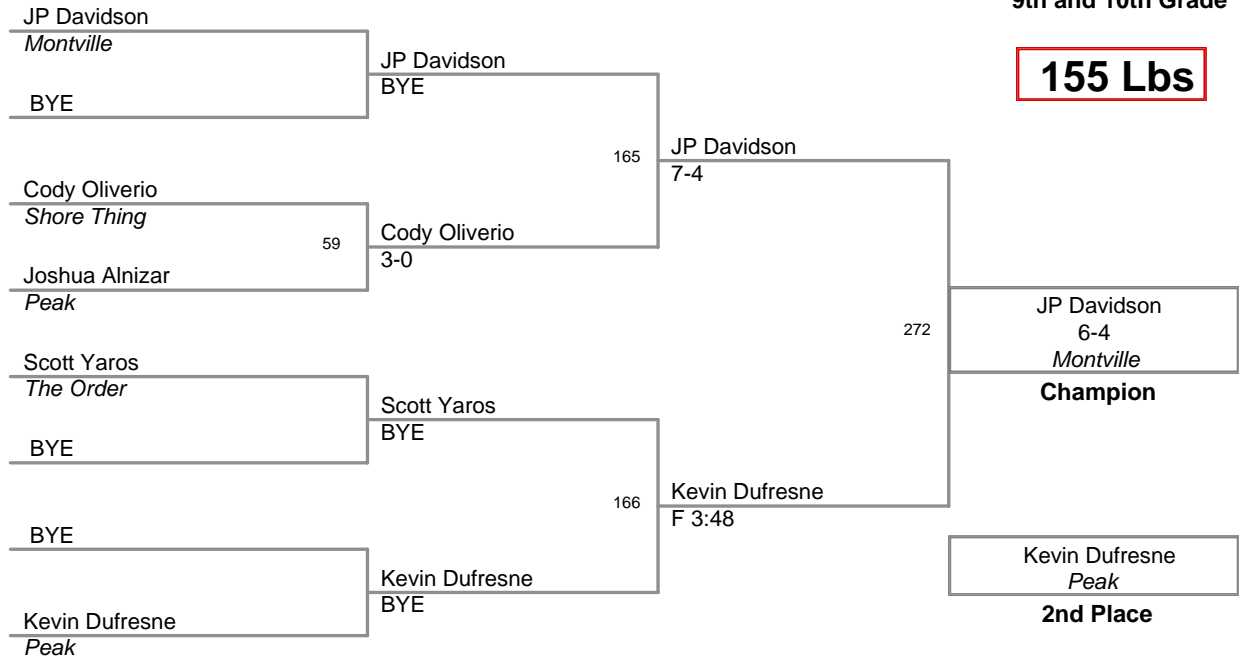 9th and 10th Grade
155 Lbs
JP Davidson
Montville
BYE
Cody Oliverio
Shore Thing
59
Joshua Alnizar
Peak
Scott Yaros
The Order
BYE
BYE
Kevin Dufresne
Peak
JP Davidson
BYE
165
Cody Oliverio
3-0
Scott Yaros
BYE
166
Kevin Dufresne
BYE
JP Davidson
7-4
272
Kevin Dufresne
F 3:48
JP Davidson
6-4
Montville
Champion
Kevin Dufresne
Peak
2nd Place